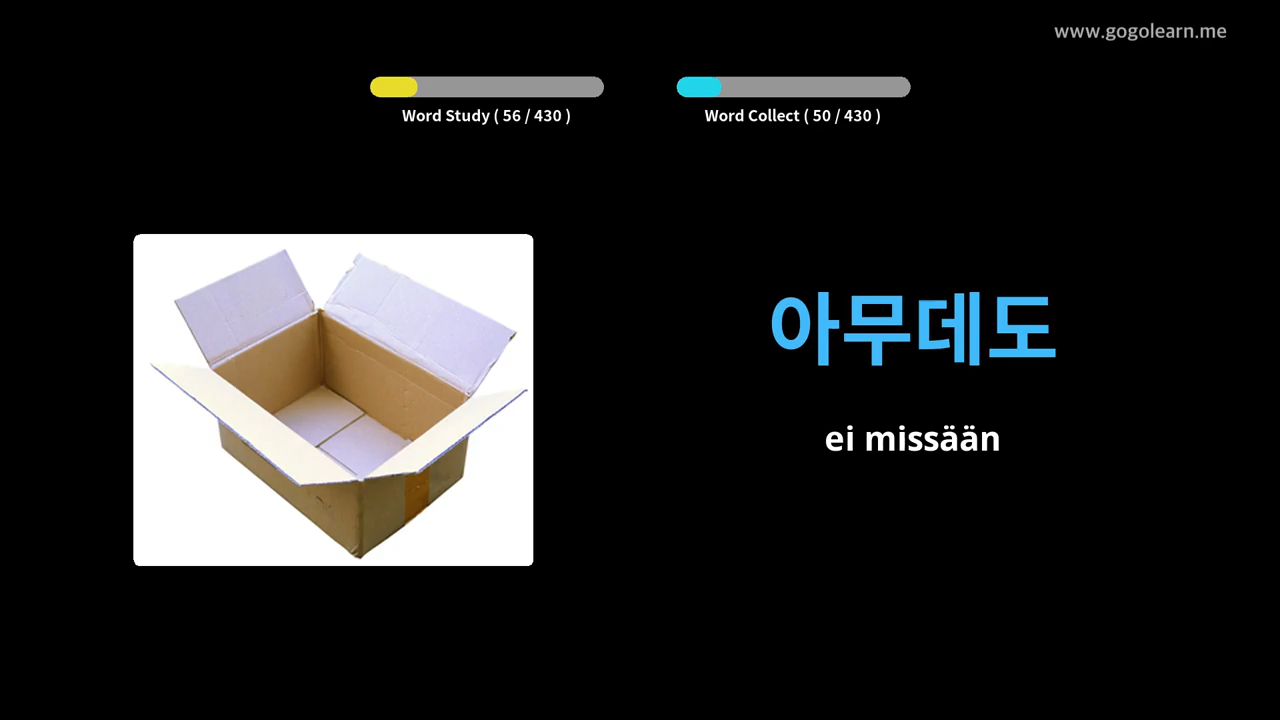 www.gogolearn.me
Word Study ( 56 / 430 )
Word Collect ( 50 / 430 )
아무데도
ei missään